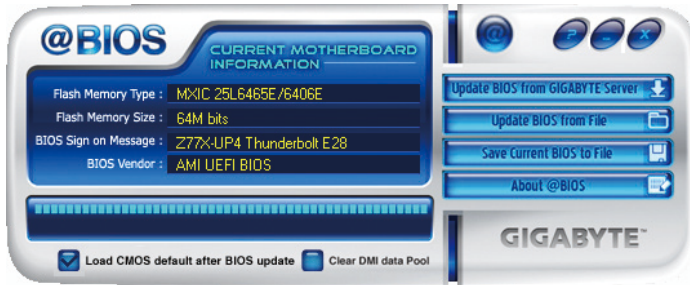 @BIOS
CURRENT MOTHERBOARD
INFORMATION
Flash Memory Type : MXIC 25L6465E/6406E
Flash Memory Size : 64M bits
BIOS Sign on Message : Z77X-UP4 Thunderbolt E28
BIOS Vendor : AMI UEFI BIOS
Load CMOS default after BIOS update
Clear DMI data Pool
@
? _ X
Update BIOS from GIGABYTE Server
Update BIOS from File
Save Current BIOS to File
About @BIOS
GIGABYTE™